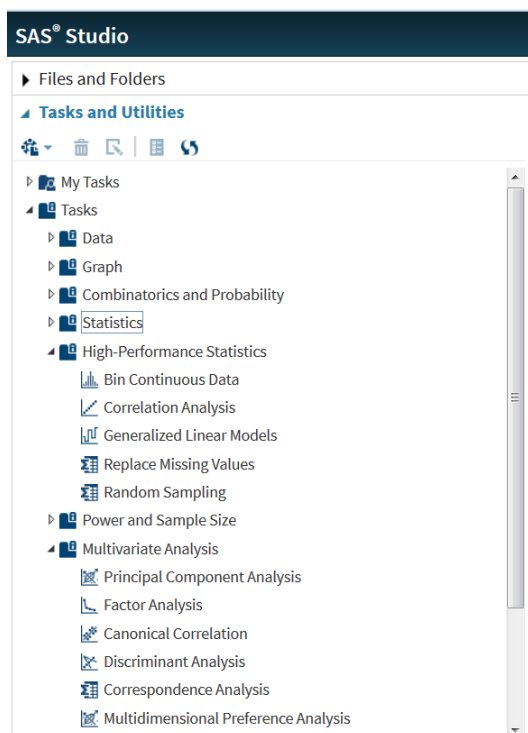 SAS® Studio
Files and Folders
Tasks and Utilities
My Tasks
Tasks
Data
Graph
Combinatorics and Probability
Statistics
High-Performance Statistics
Bin Continuous Data
Correlation Analysis
Generalized Linear Models
Replace Missing Values
Random Sampling
Power and Sample Size
Multivariate Analysis
Principal Component Analysis
Factor Analysis
Canonical Correlation
Discriminant Analysis
Correspondence Analysis
Multidimensional Preference Analysis